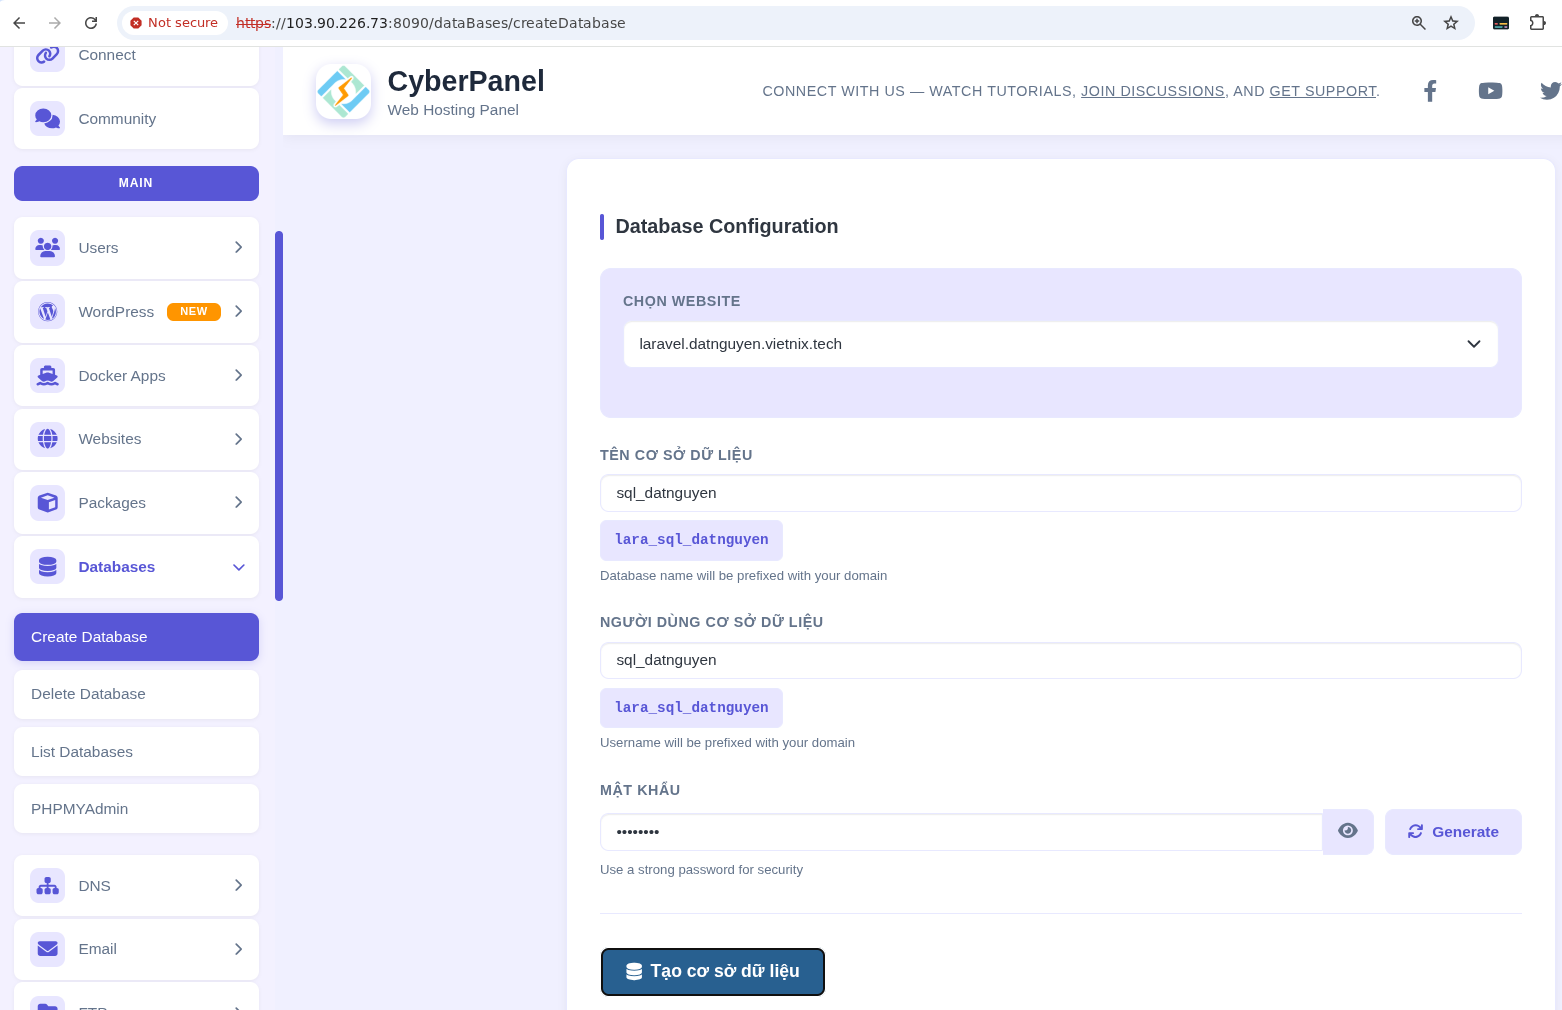 Not secure https://103.90.226.73:8090/dataBases/createDatabase
Connect
Community
MAIN
Users
WordPress NEW
Docker Apps
Websites
Packages
Databases
Create Database
Delete Database
List Databases
PHPMYAdmin
DNS
Email
FTP
CyberPanel
Web Hosting Panel
CONNECT WITH US — WATCH TUTORIALS, JOIN DISCUSSIONS, AND GET SUPPORT.
Database Configuration
CHỌN WEBSITE
laravel.datnguyen.vietnix.tech
TÊN CƠ SỞ DỮ LIỆU
sql_datnguyen
lara_sql_datnguyen
Database name will be prefixed with your domain
NGƯỜI DÙNG CƠ SỞ DỮ LIỆU
sql_datnguyen
lara_sql_datnguyen
Username will be prefixed with your domain
MẬT KHẨU
••••••••
Generate
Use a strong password for security
Tạo cơ sở dữ liệu